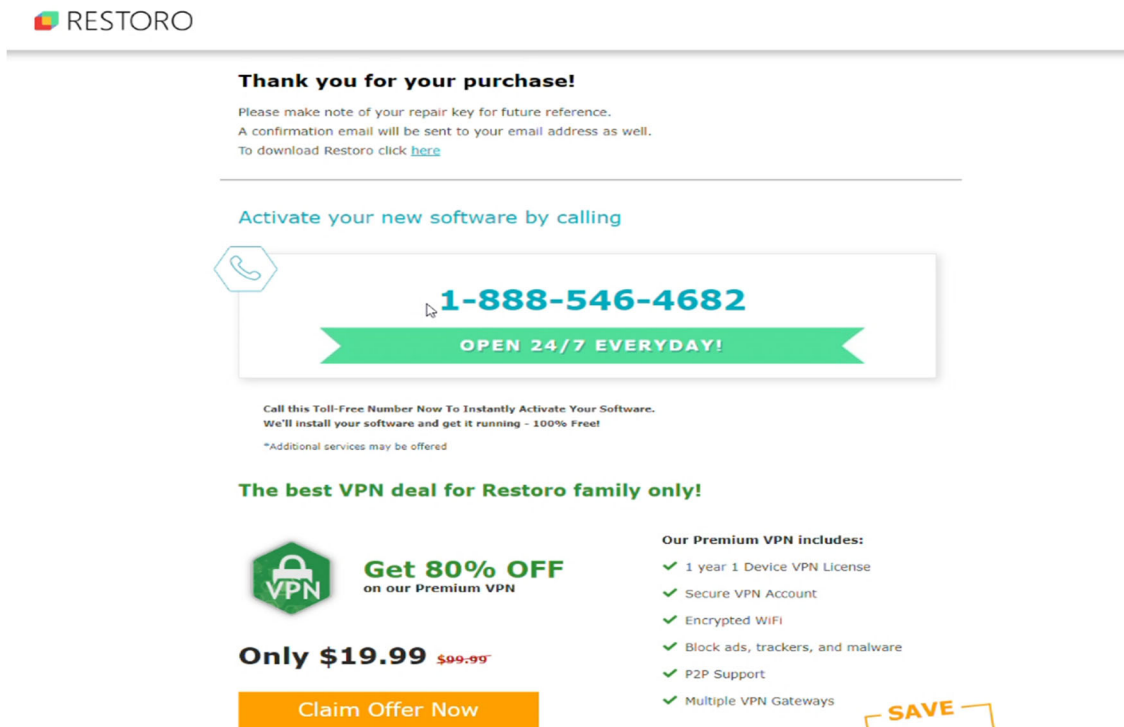 RESTORO
Thank you for your purchase!
Please make note of your repair key for future reference.
A confirmation email will be sent to your email address as well.
To download Restoro click here
Activate your new software by calling
1-888-546-4682
OPEN 24/7 EVERYDAY!
Call this Toll-Free Number Now To Instantly Activate Your Software.
We'll install your software and get it running - 100% Free!
*Additional services may be offered
The best VPN deal for Restoro family only!
VPN
Get 80% OFF
on our Premium VPN
Only $19.99 $99.99
Claim Offer Now
Our Premium VPN includes:
1 year 1 Device VPN License
Secure VPN Account
Encrypted WiFi
Block ads, trackers, and malware
P2P Support
Multiple VPN Gateways
SAVE